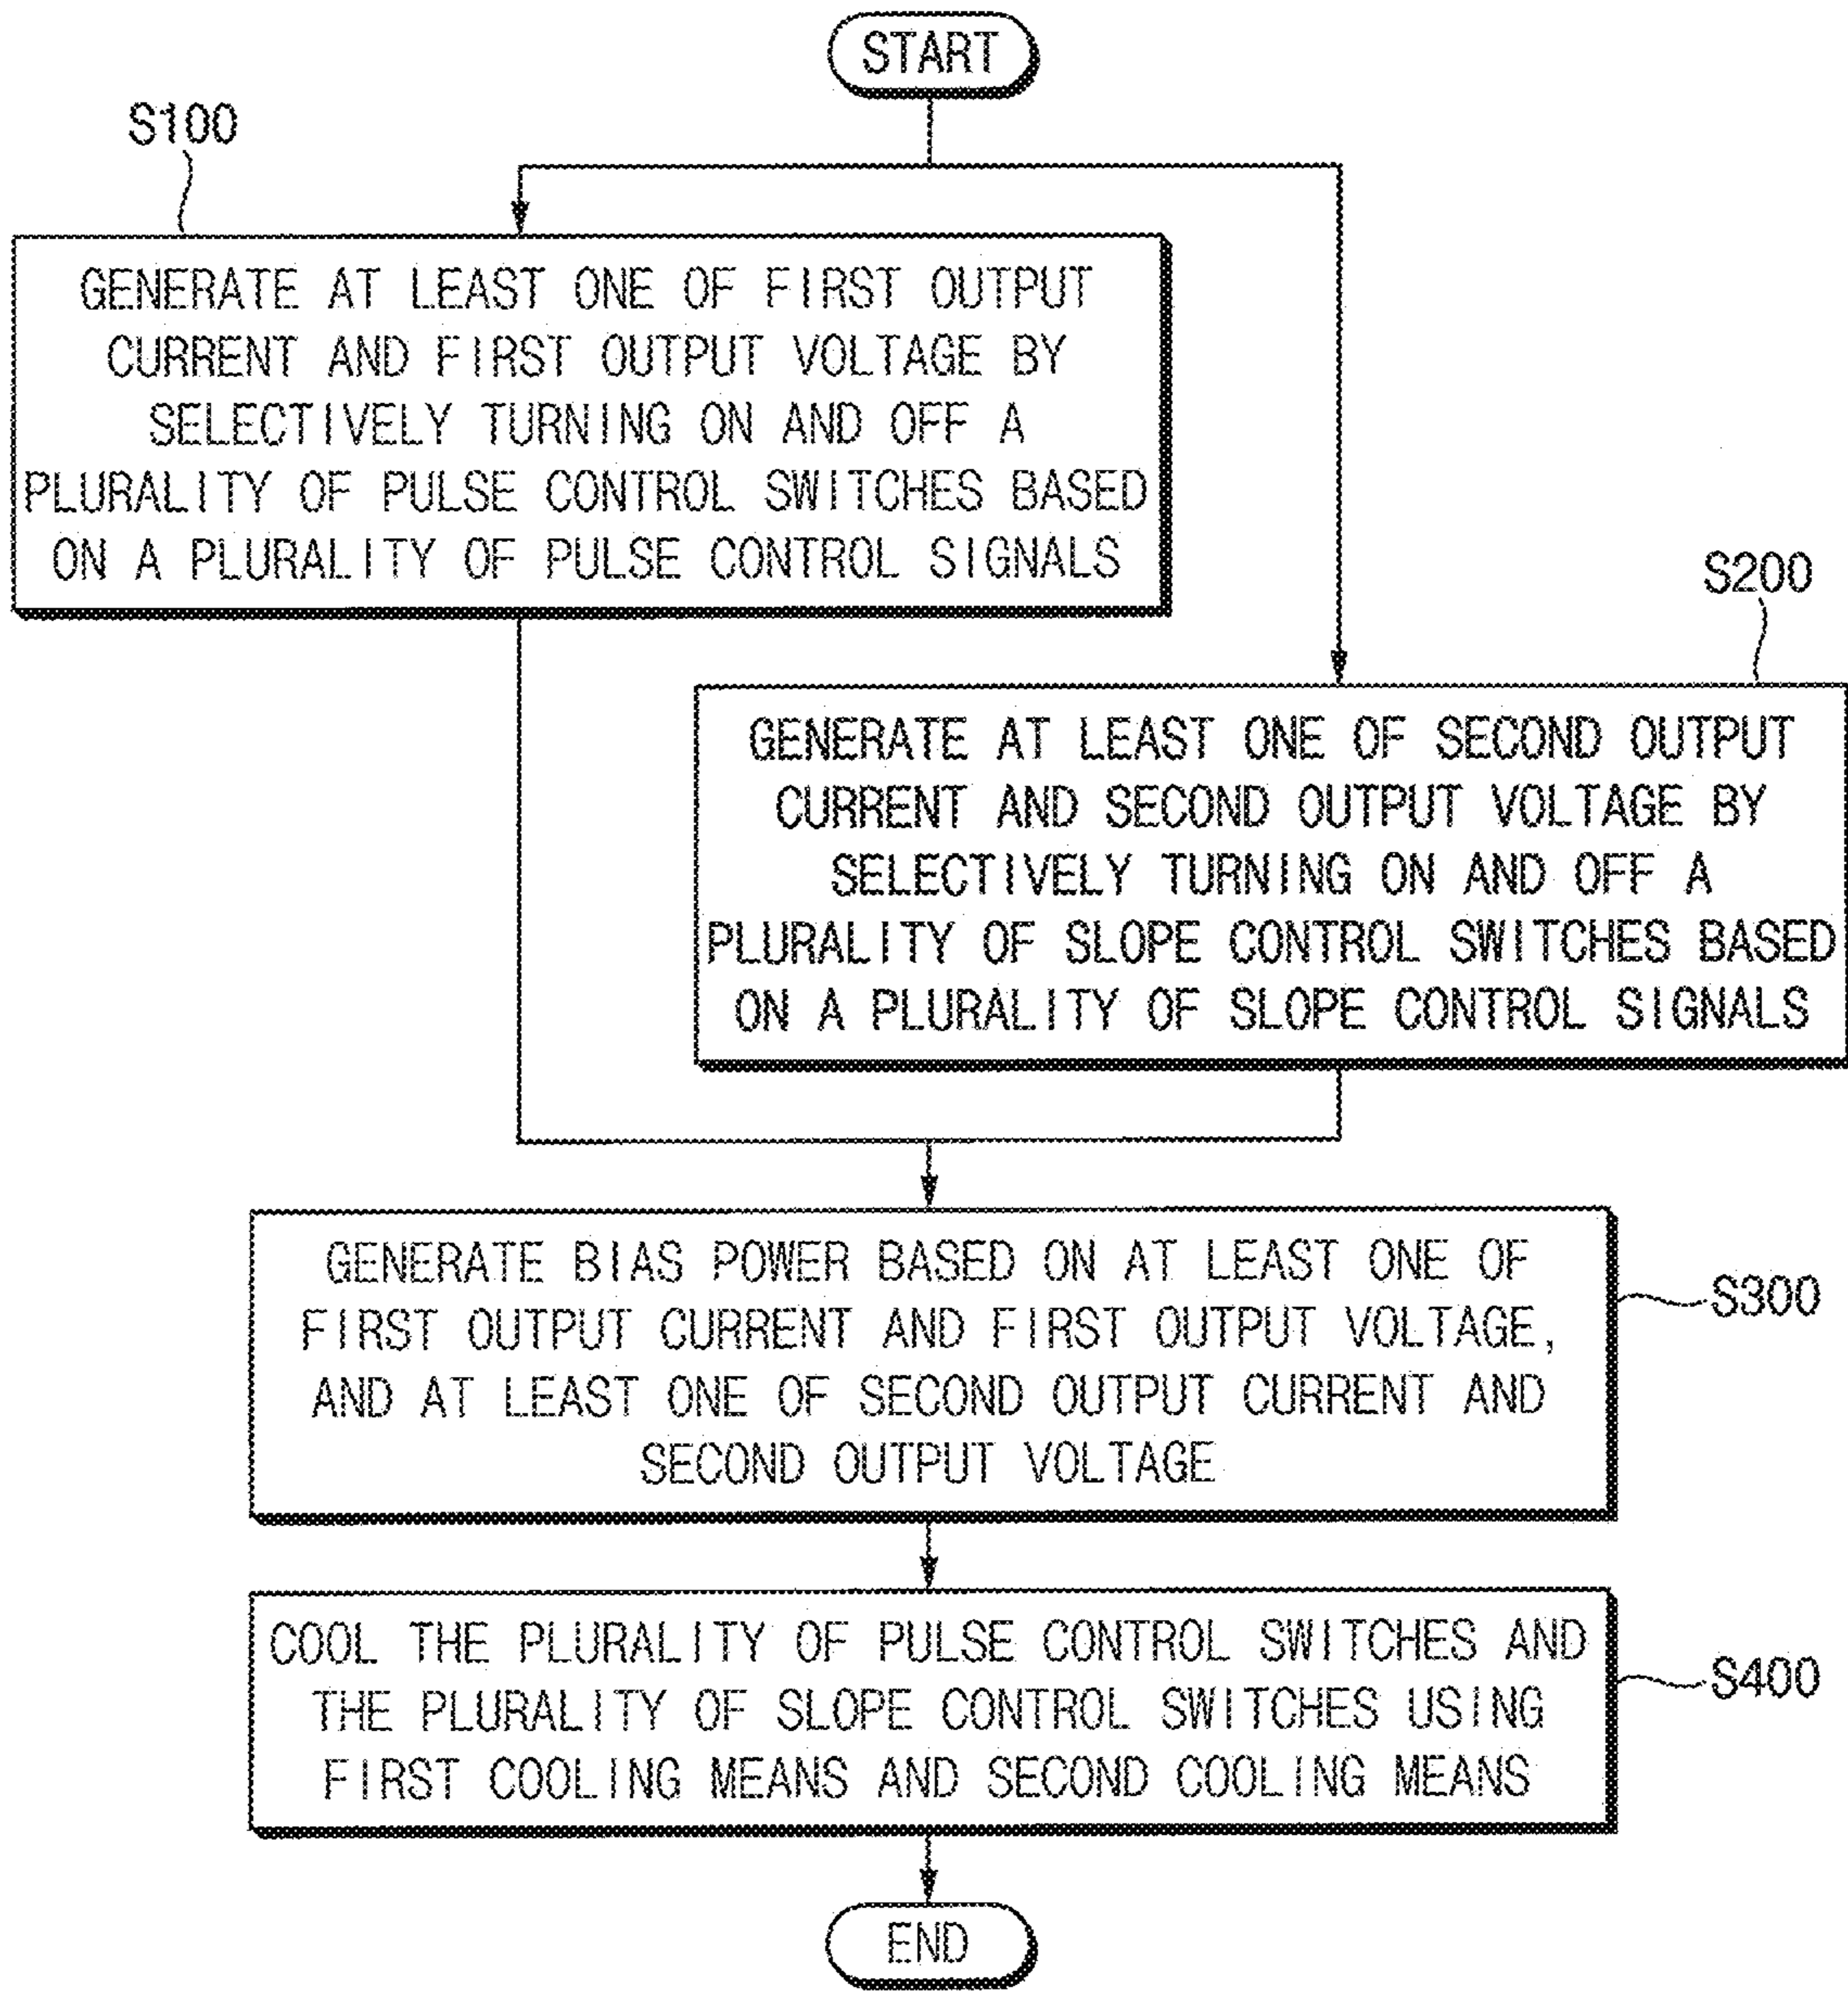 START
S100
GENERATE AT LEAST ONE OF FIRST OUTPUT
CURRENT AND FIRST OUTPUT VOLTAGE BY
SELECTIVELY TURNING ON AND OFF A
PLURALITY OF PULSE CONTROL SWITCHES BASED
ON A PLURALITY OF PULSE CONTROL SIGNALS
S200
GENERATE AT LEAST ONE OF SECOND OUTPUT
CURRENT AND SECOND OUTPUT VOLTAGE BY
SELECTIVELY TURNING ON AND OFF A
PLURALITY OF SLOPE CONTROL SWITCHES BASED
ON A PLURALITY OF SLOPE CONTROL SIGNALS
GENERATE BIAS POWER BASED ON AT LEAST ONE OF
FIRST OUTPUT CURRENT AND FIRST OUTPUT VOLTAGE,
AND AT LEAST ONE OF SECOND OUTPUT CURRENT AND
SECOND OUTPUT VOLTAGE
S300
COOL THE PLURALITY OF PULSE CONTROL SWITCHES AND
THE PLURALITY OF SLOPE CONTROL SWITCHES USING
FIRST COOLING MEANS AND SECOND COOLING MEANS
S400
END